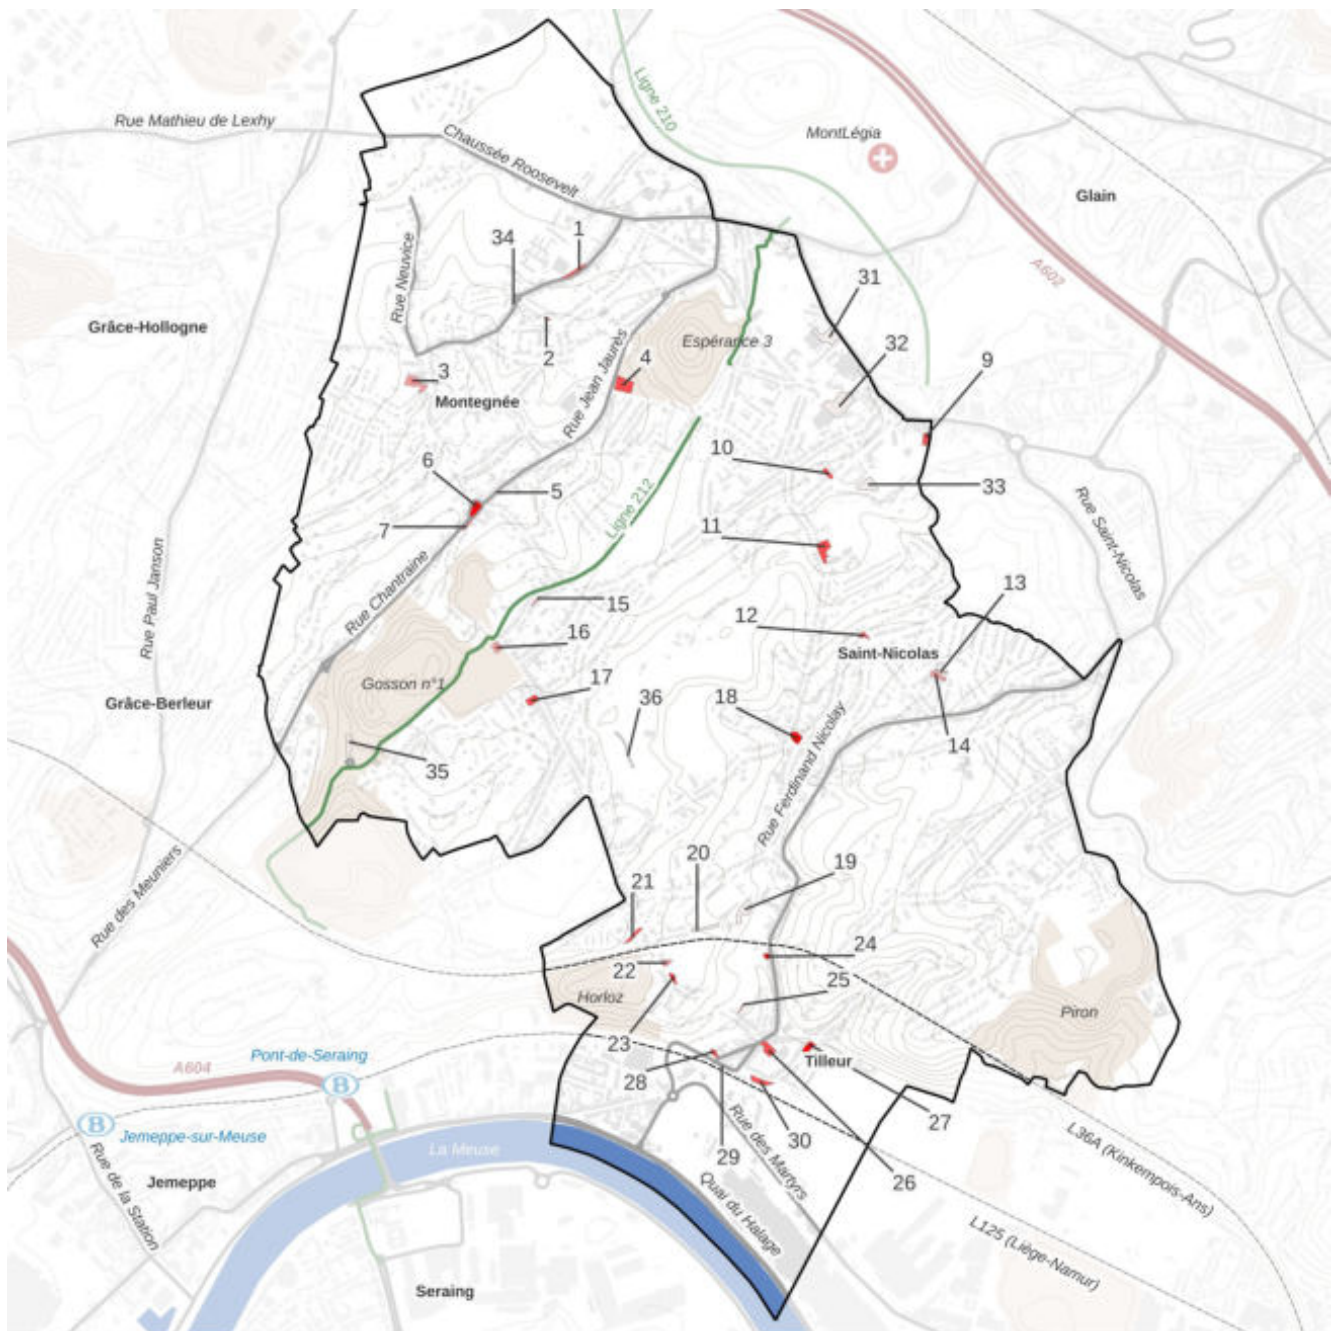 Ligne 210
Rue Mathieu de Lexhy
Chaussée Roosevelt
MontLégia
Glain
A602
34
1
Rue Neuvice
31
Grâce-Hollogne
Espérance 3
32
9
2
4
3
Montegnée
Rue Jean Jaurès
10
6
5
33
7
Ligne 212
11
Rue Saint-Nicolas
Rue Paul Janson
Rue Chantraine
15
13
12
16
Saint-Nicolas
Gosson n°1
17
36
18
Grâce-Berleur
14
35
Rue Ferdinand Nicolay
Rue des Meuniers
20
19
21
24
22
25
Horloz
Piron
23
Pont-de-Seraing
A604
B
28
Tilleur
27
B
Jemeppe-sur-Meuse
30
Rue des Martyrs
L36A (Kinkempois-Ans)
La Meuse
29
26
Rue de la Station
Jemeppe
Quai du Halage
L125 (Liège-Namur)
Seraing